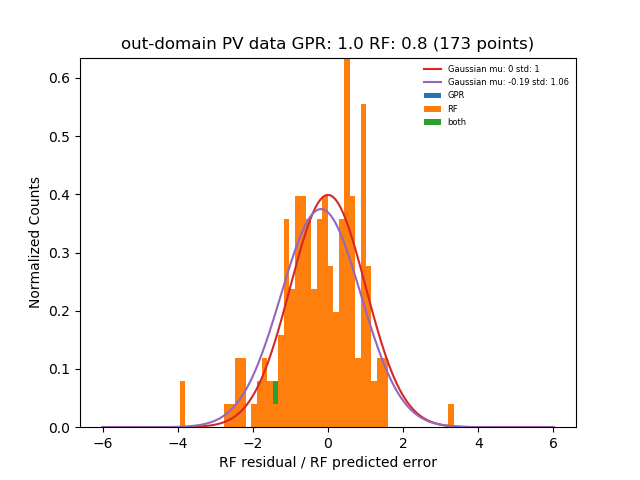 out-domain PV data GPR: 1.0 RF: 0.8 (173 points)
Gaussian mu: 0 std: 1
Gaussian mu: -0.19 std: 1.06
GPR
RF
both
Normalized Counts
0.6
0.5
0.4
0.3
0.2
0.1
0.0
−6 −4 −2 0 2 4 6
RF residual / RF predicted error